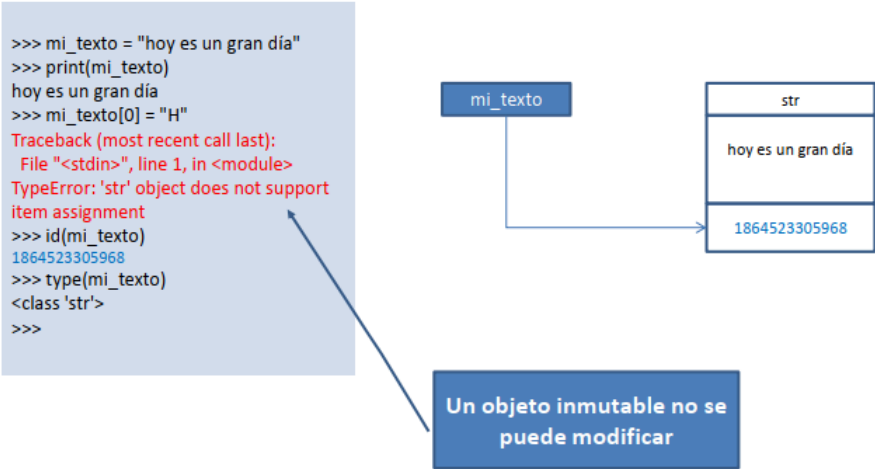 >>> mi_texto = "hoy es un gran día"
>>> print(mi_texto)
hoy es un gran día
>>> mi_texto[0] = "H"
Traceback (most recent call last):
  File "<stdin>", line 1, in <module>
TypeError: 'str' object does not support
item assignment
>>> id(mi_texto)
1864523305968
>>> type(mi_texto)
<class 'str'>
>>>
mi_texto
str
hoy es un gran día
1864523305968
Un objeto inmutable no se
puede modificar